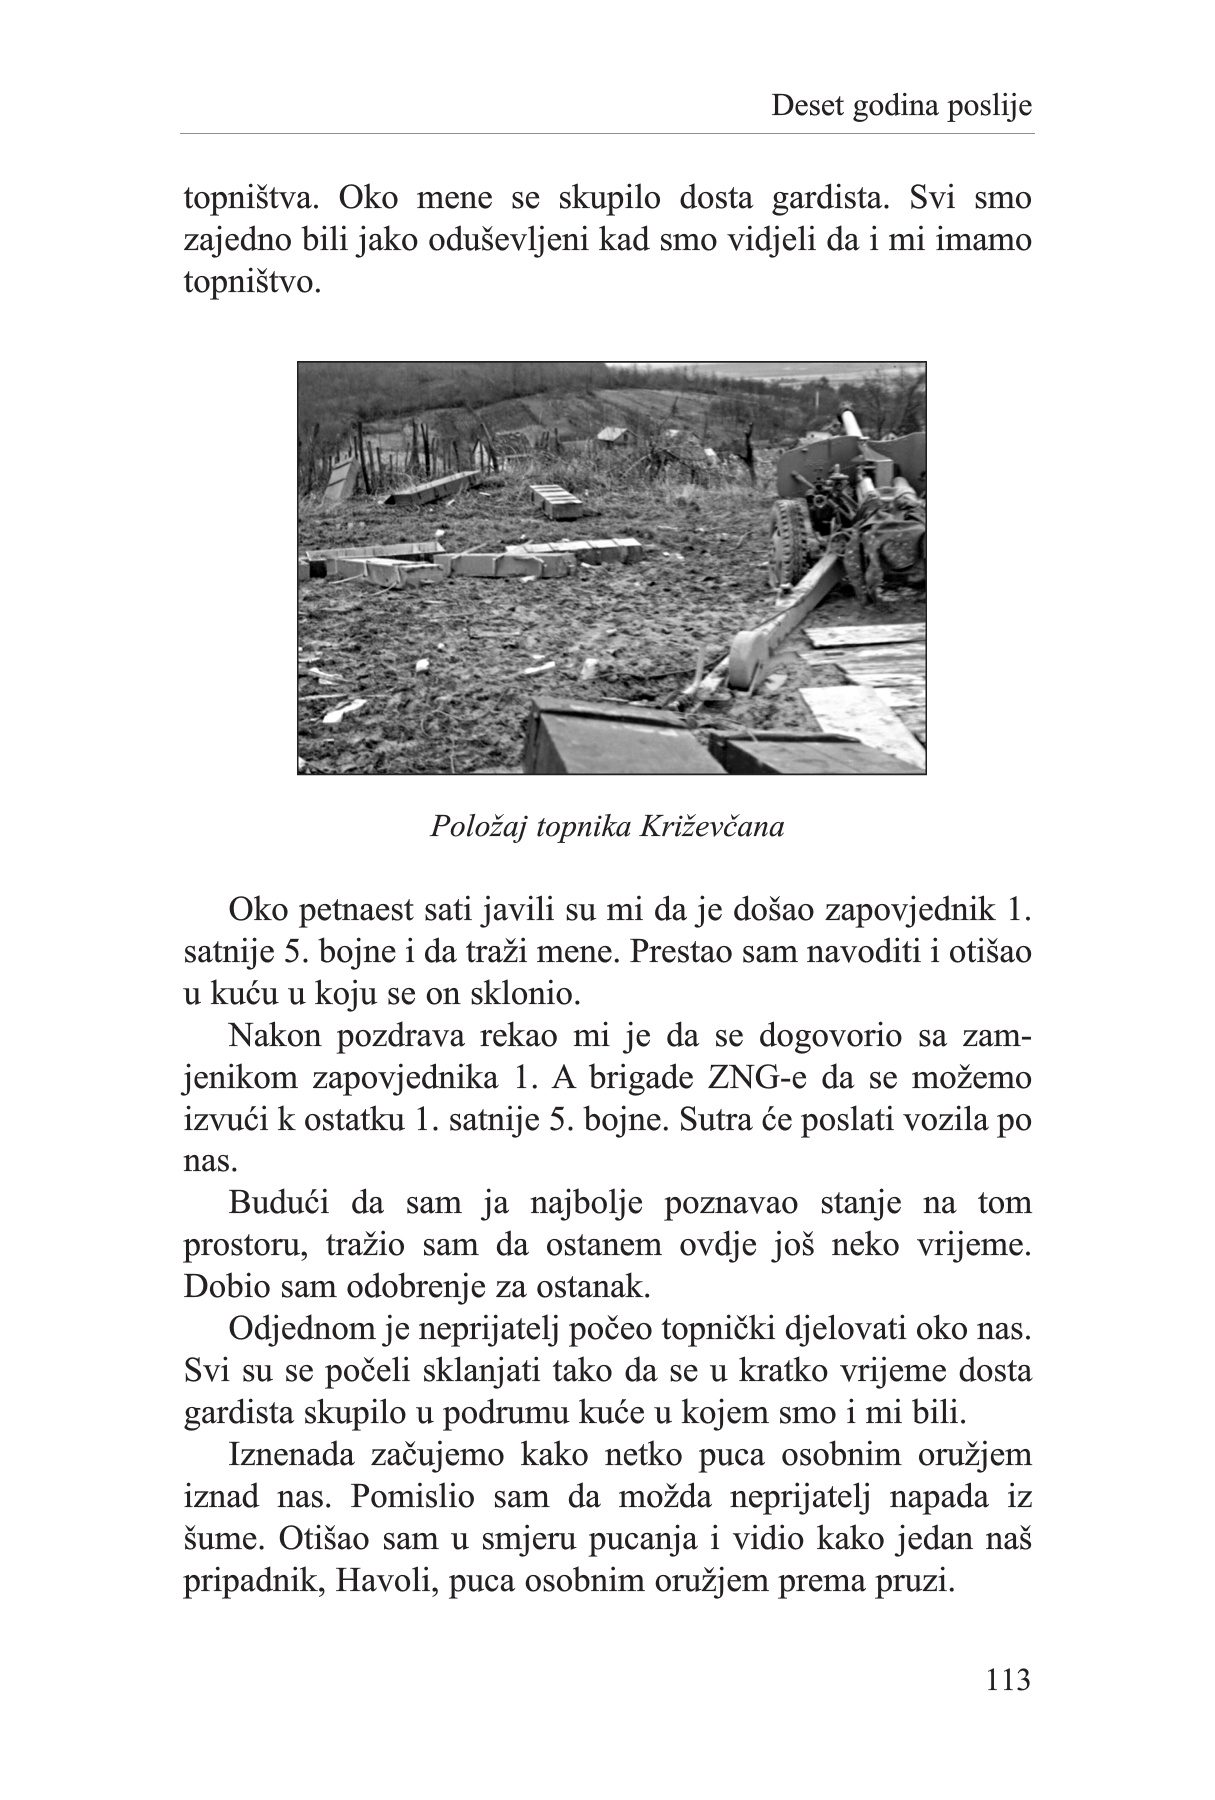 Deset godina poslije
topništva. Oko mene se skupilo dosta gardista. Svi smo
zajedno bili jako oduševljeni kad smo vidjeli da i mi imamo
topništvo.
Položaj topnika Križevčana
Oko petnaest sati javili su mi da je došao zapovjednik 1.
satnije 5. bojne i da traži mene. Prestao sam navoditi i otišao
u kuću u koju se on sklonio.
Nakon pozdrava rekao mi je da se dogovorio sa zam-
jenikom zapovjednika 1. A brigade ZNG-e da se možemo
izvući k ostatku 1. satnije 5. bojne. Sutra će poslati vozila po
nas.
Budući da sam ja najbolje poznavao stanje na tom
prostoru, tražio sam da ostanem ovdje još neko vrijeme.
Dobio sam odobrenje za ostanak.
Odjednom je neprijatelj počeo topnički djelovati oko nas.
Svi su se počeli sklanjati tako da se u kratko vrijeme dosta
gardista skupilo u podrumu kuće u kojem smo i mi bili.
Iznenada začujemo kako netko puca osobnim oružjem
iznad nas. Pomislio sam da možda neprijatelj napada iz
šume. Otišao sam u smjeru pucanja i vidio kako jedan naš
pripadnik, Havoli, puca osobnim oružjem prema pruzi.
113